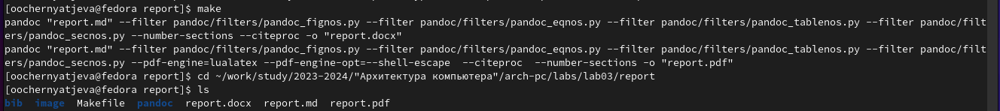 [oochernyatjeva@fedora report]$ make
pandoc "report.md" --filter pandoc/filters/pandoc_fignos.py --filter pandoc/filters/pandoc_eqnos.py --filter pandoc/filters/pandoc_tablenos.py --filter pandoc/filt
ers/pandoc_secnos.py --number-sections --citeproc -o "report.docx"
pandoc "report.md" --filter pandoc/filters/pandoc_fignos.py --filter pandoc/filters/pandoc_eqnos.py --filter pandoc/filters/pandoc_tablenos.py --filter pandoc/filt
ers/pandoc_secnos.py --pdf-engine=lualatex --pdf-engine-opt=--shell-escape  --citeproc  --number-sections -o "report.pdf"
[oochernyatjeva@fedora report]$ cd ~/work/study/2023-2024/"Архитектура компьютера"/arch-pc/labs/lab03/report
[oochernyatjeva@fedora report]$ ls
bib  image  Makefile  pandoc  report.docx  report.md  report.pdf